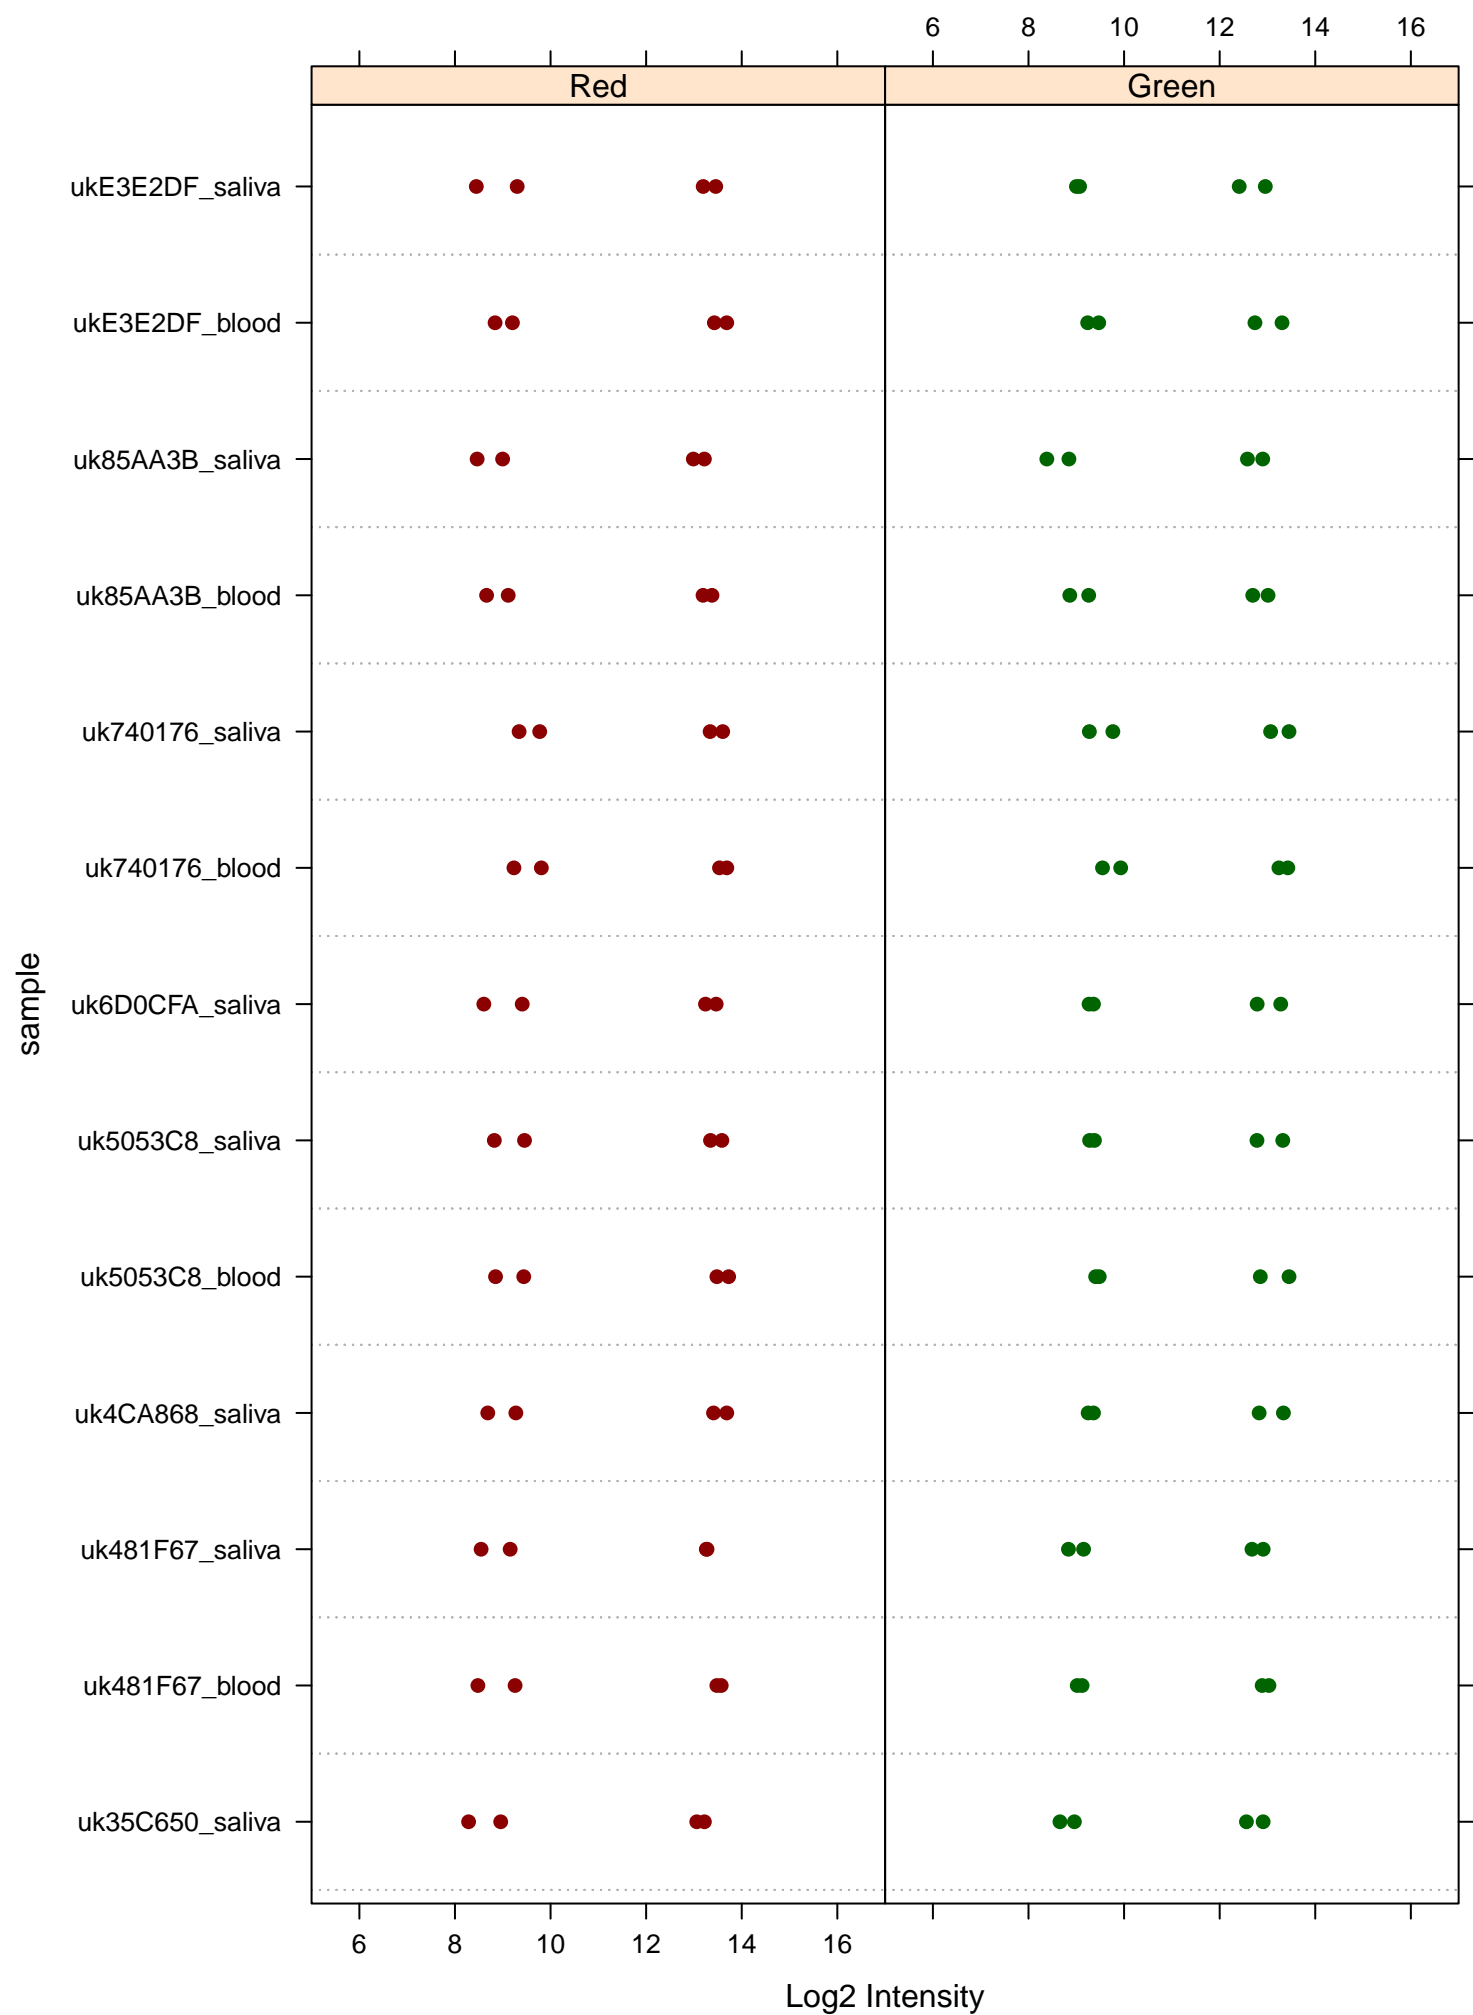 6 8 10 12 14 16
Red Green
ukE3E2DF_saliva
ukE3E2DF_blood
uk85AA3B_saliva
uk85AA3B_blood
uk740176_saliva
uk740176_blood
uk6D0CFA_saliva
sample
uk5053C8_saliva
uk5053C8_blood
uk4CA868_saliva
uk481F67_saliva
uk481F67_blood
uk35C650_saliva
6 8 10 12 14 16
Log2 Intensity